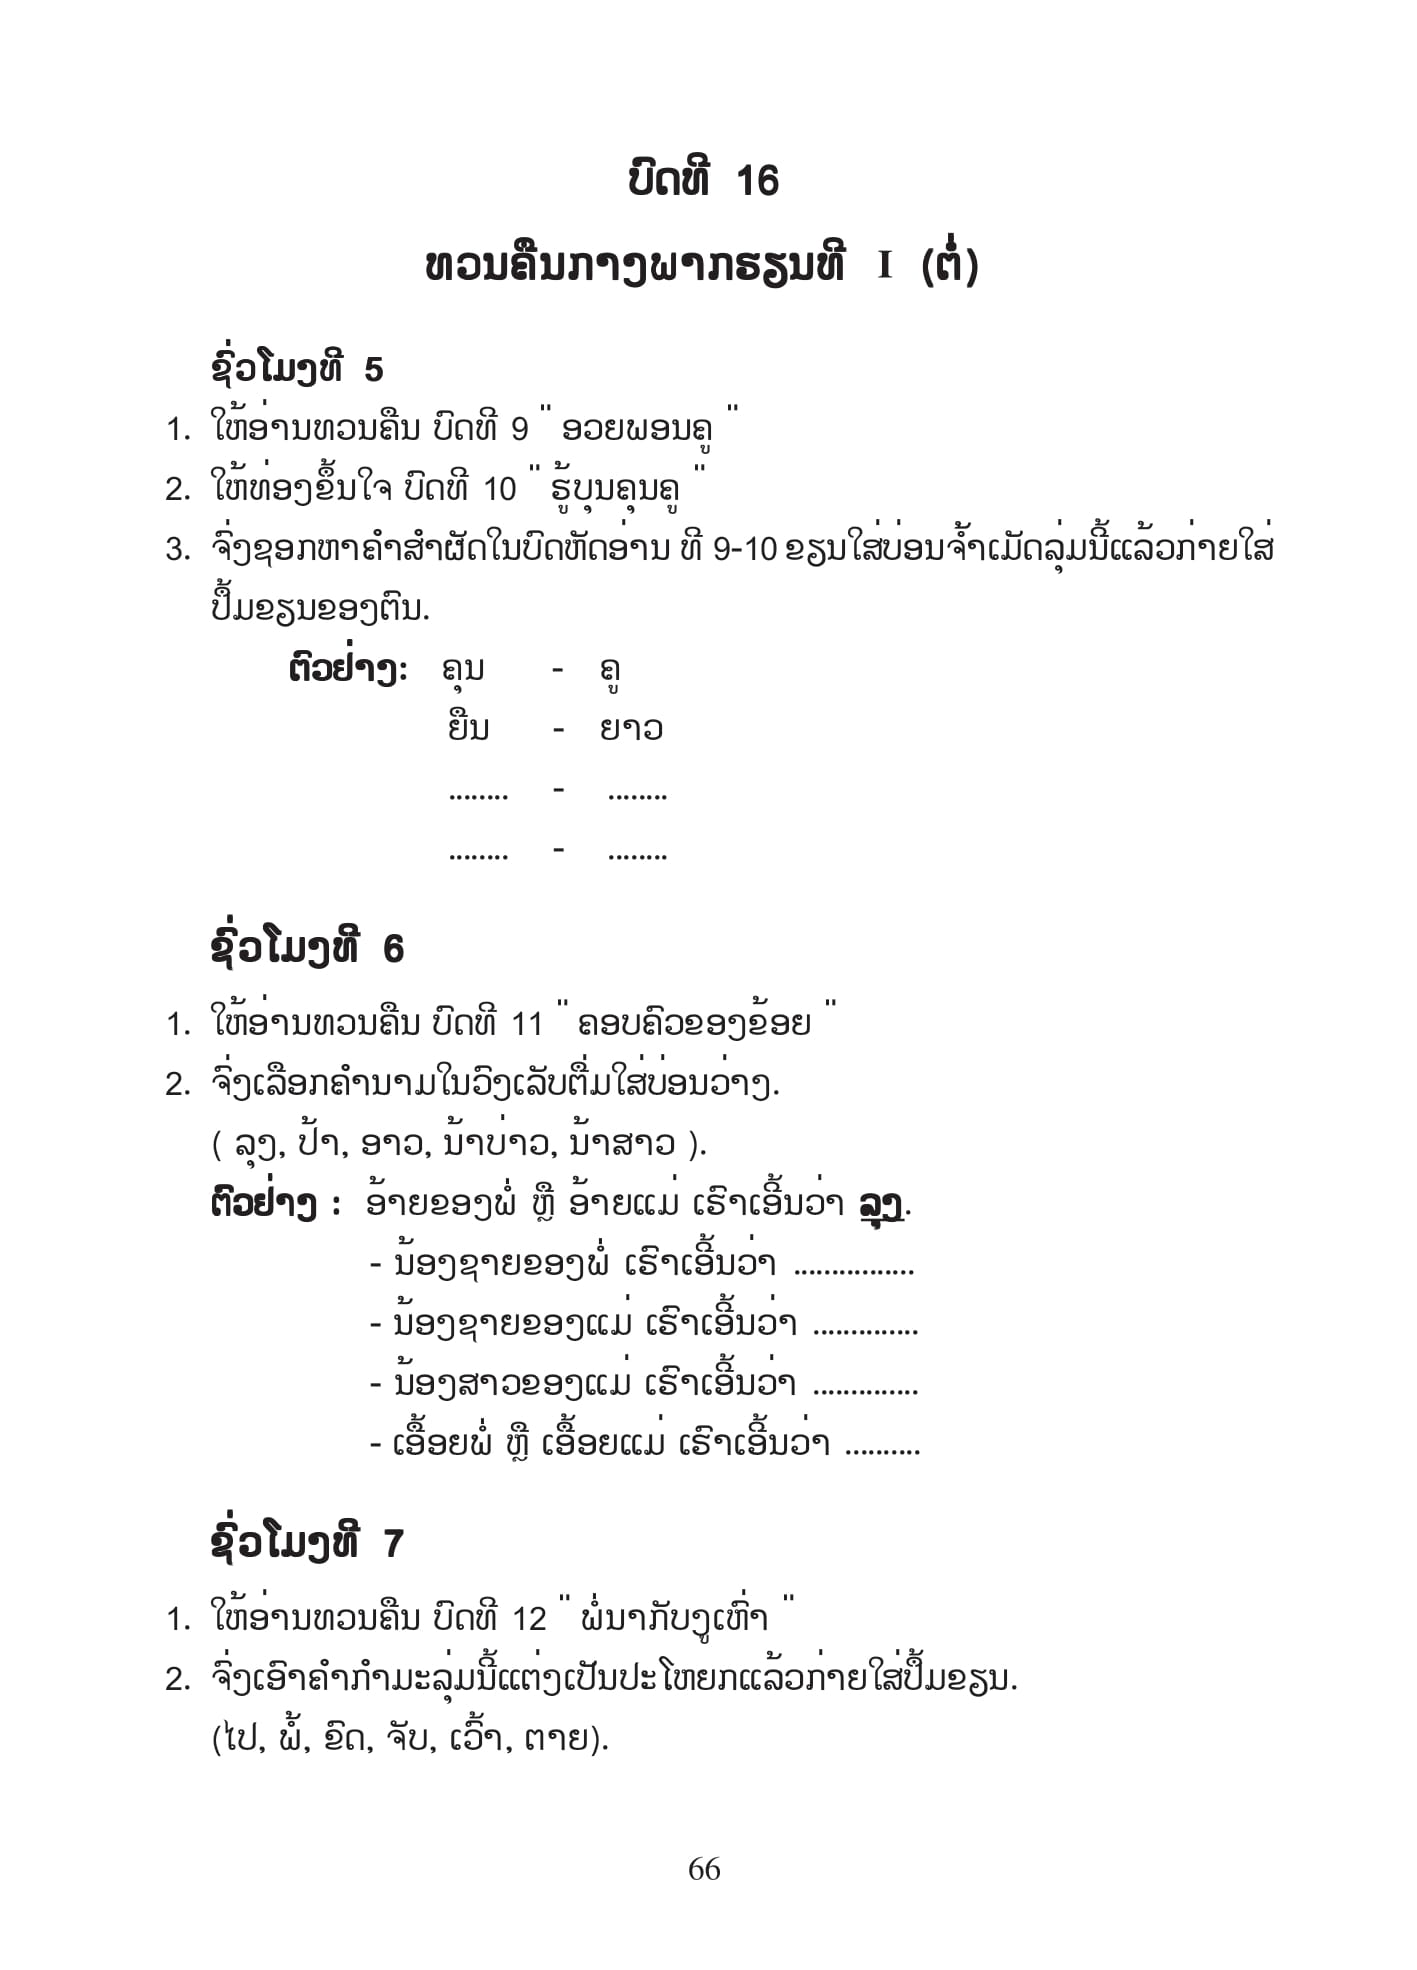 ບົດທີ 16
ທວນຄືນກາງພາກຮຽນທີ I (ຕໍ່)
ຊົ່ວໂມງທີ 5
1. ໃຫ້ອ່ານທວນຄືນ ບົດທີ 9 " ອວຍພອນຄູ "
2. ໃຫ້ທ່ອງຂຶ້ນໃຈ ບົດທີ 10 " ຮູ້ບຸນຄຸນຄູ "
3. ຈົ່ງຊອກຫາຄຳສຳຜັດໃນບົດຫັດອ່ານ ທີ 9-10 ຂຽນໃສ່ບ່ອນຈ້ຳເມັດລຸ່ມນີ້ແລ້ວກ່າຍໃສ່
ປຶ້ມຂຽນຂອງຕົນ.
ຕົວຢ່າງ: ຄຸນ - ຄູ
ຍືນ - ຍາວ
........ - ........
........ - ........
ຊົ່ວໂມງທີ 6
1. ໃຫ້ອ່ານທວນຄືນ ບົດທີ 11 " ຄອບຄົວຂອງຂ້ອຍ "
2. ຈົ່ງເລືອກຄຳນາມໃນວົງເລັບຕື່ມໃສ່ບ່ອນວ່າງ.
( ລຸງ, ປ້າ, ອາວ, ນ້າບ່າວ, ນ້າສາວ ).
ຕົວຢ່າງ : ອ້າຍຂອງພໍ່ ຫຼື ອ້າຍແມ່ ເຮົາເອີ້ນວ່າ ລຸງ.
- ນ້ອງຊາຍຂອງພໍ່ ເຮົາເອີ້ນວ່າ ................
- ນ້ອງຊາຍຂອງແມ່ ເຮົາເອີ້ນວ່າ ..............
- ນ້ອງສາວຂອງແມ່ ເຮົາເອີ້ນວ່າ ..............
- ເອື້ອຍພໍ່ ຫຼື ເອື້ອຍແມ່ ເຮົາເອີ້ນວ່າ ..........
ຊົ່ວໂມງທີ 7
1. ໃຫ້ອ່ານທວນຄືນ ບົດທີ 12 " ພໍ່ນາກັບງູເຫົ່າ "
2. ຈົ່ງເອົາຄຳກຳມະລຸ່ມນີ້ແຕ່ງເປັນປະໂຫຍກແລ້ວກ່າຍໃສ່ປຶ້ມຂຽນ.
(ໄປ, ພໍ້, ຂົດ, ຈັບ, ເວົ້າ, ຕາຍ).
66